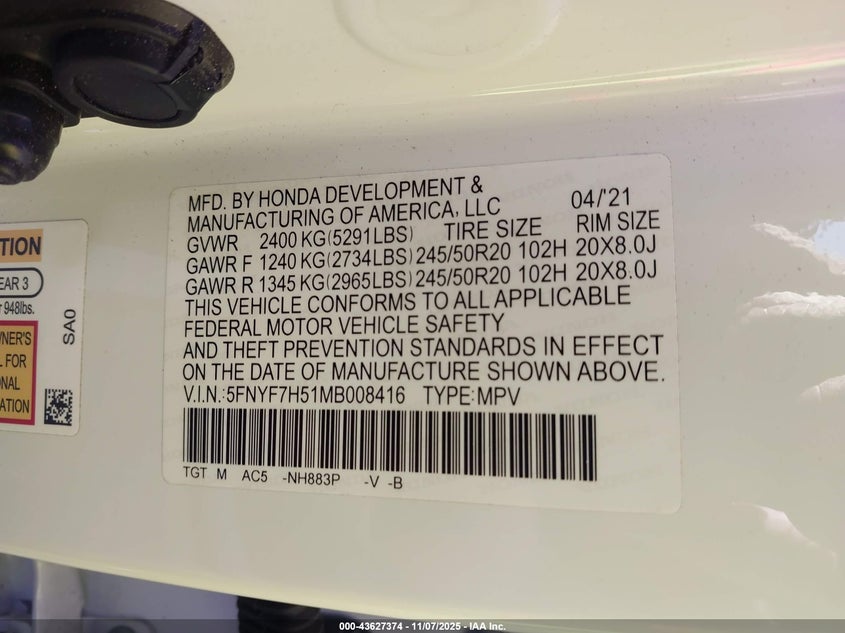 MFD. BY HONDA DEVELOPMENT &
MANUFACTURING OF AMERICA, LLC 04/'21
GVWR 2400 KG(5291LBS) TIRE SIZE RIM SIZE
GAWR F 1240 KG(2734LBS)245/50R20 102H 20X8.0J
GAWR R 1345 KG(2965LBS)245/50R20 102H 20X8.0J
THIS VEHICLE CONFORMS TO ALL APPLICABLE
FEDERAL MOTOR VEHICLE SAFETY
AND THEFT PREVENTION STANDARDS IN EFFECT
ON THE DATE OF MANUFACTURE SHOWN ABOVE.
V.I.N.:5FNYF7H51MB008416 TYPE:MPV
TGT M AC5 -NH883P -V -B
TION
EAR 3
948lbs.
WNER'S
L FOR
ONAL
ATION
SA0
000-43627374 - 11/07/2025 - IAA Inc.